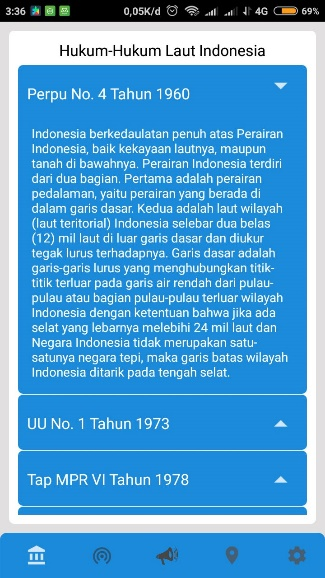 3:36
0,05K/d
4G
69%
Hukum-Hukum Laut Indonesia
Perpu No. 4 Tahun 1960
Indonesia berkedaulatan penuh atas Perairan
Indonesia, baik kekayaan lautnya, maupun
tanah di bawahnya. Perairan Indonesia terdiri
dari dua bagian. Pertama adalah perairan
pedalaman, yaitu perairan yang berada di
dalam garis dasar. Kedua adalah laut wilayah
(laut teritorial) Indonesia selebar dua belas
(12) mil laut di luar garis dasar dan diukur
tegak lurus terhadapnya. Garis dasar adalah
garis-garis lurus yang menghubungkan titik-
titik terluar pada garis air rendah dari pulau-
pulau atau bagian pulau-pulau terluar wilayah
Indonesia dengan ketentuan bahwa jika ada
selat yang lebarnya melebihi 24 mil laut dan
Negara Indonesia tidak merupakan satu-
satunya negara tepi, maka garis batas wilayah
Indonesia ditarik pada tengah selat.
UU No. 1 Tahun 1973
Tap MPR VI Tahun 1978